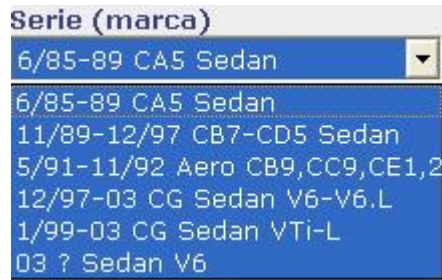 Serie (marca)
6/85-89 CA5 Sedan
6/85-89 CA5 Sedan
11/89-12/97 CB7-CD5 Sedan
5/91-11/92 Aero CB9,CC9,CE1,2
12/97-03 CG Sedan V6-V6.L
1/99-03 CG Sedan VTi-L
03 ? Sedan V6